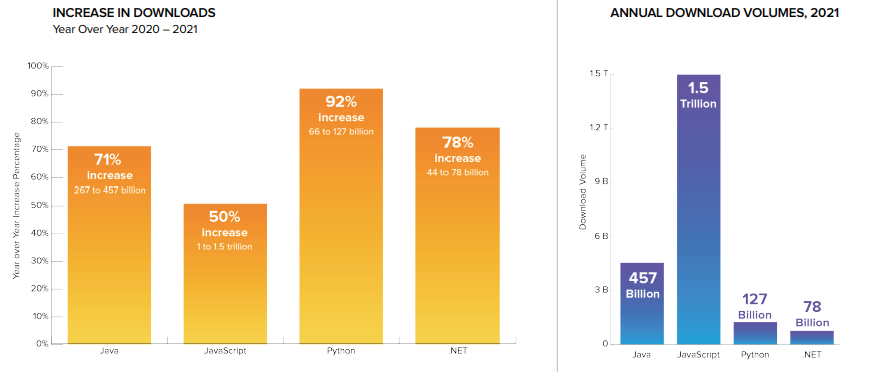 INCREASE IN DOWNLOADS
Year Over Year 2020 – 2021
Year over Year Increase Percentage
100%
90%
80%
70%
60%
50%
40%
30%
20%
10%
0%
71%
increase
267 to 457 billion
50%
increase
1 to 1.5 trillion
92%
increase
66 to 127 billion
78%
increase
44 to 78 billion
Java
JavaScript
Python
.NET
ANNUAL DOWNLOAD VOLUMES, 2021
Download Volume
1.5 T
1.2 T
9 B
6 B
3 B
0
457
Billion
1.5
Trillion
127
Billion
78
Billion
Java
JavaScript
Python
.NET